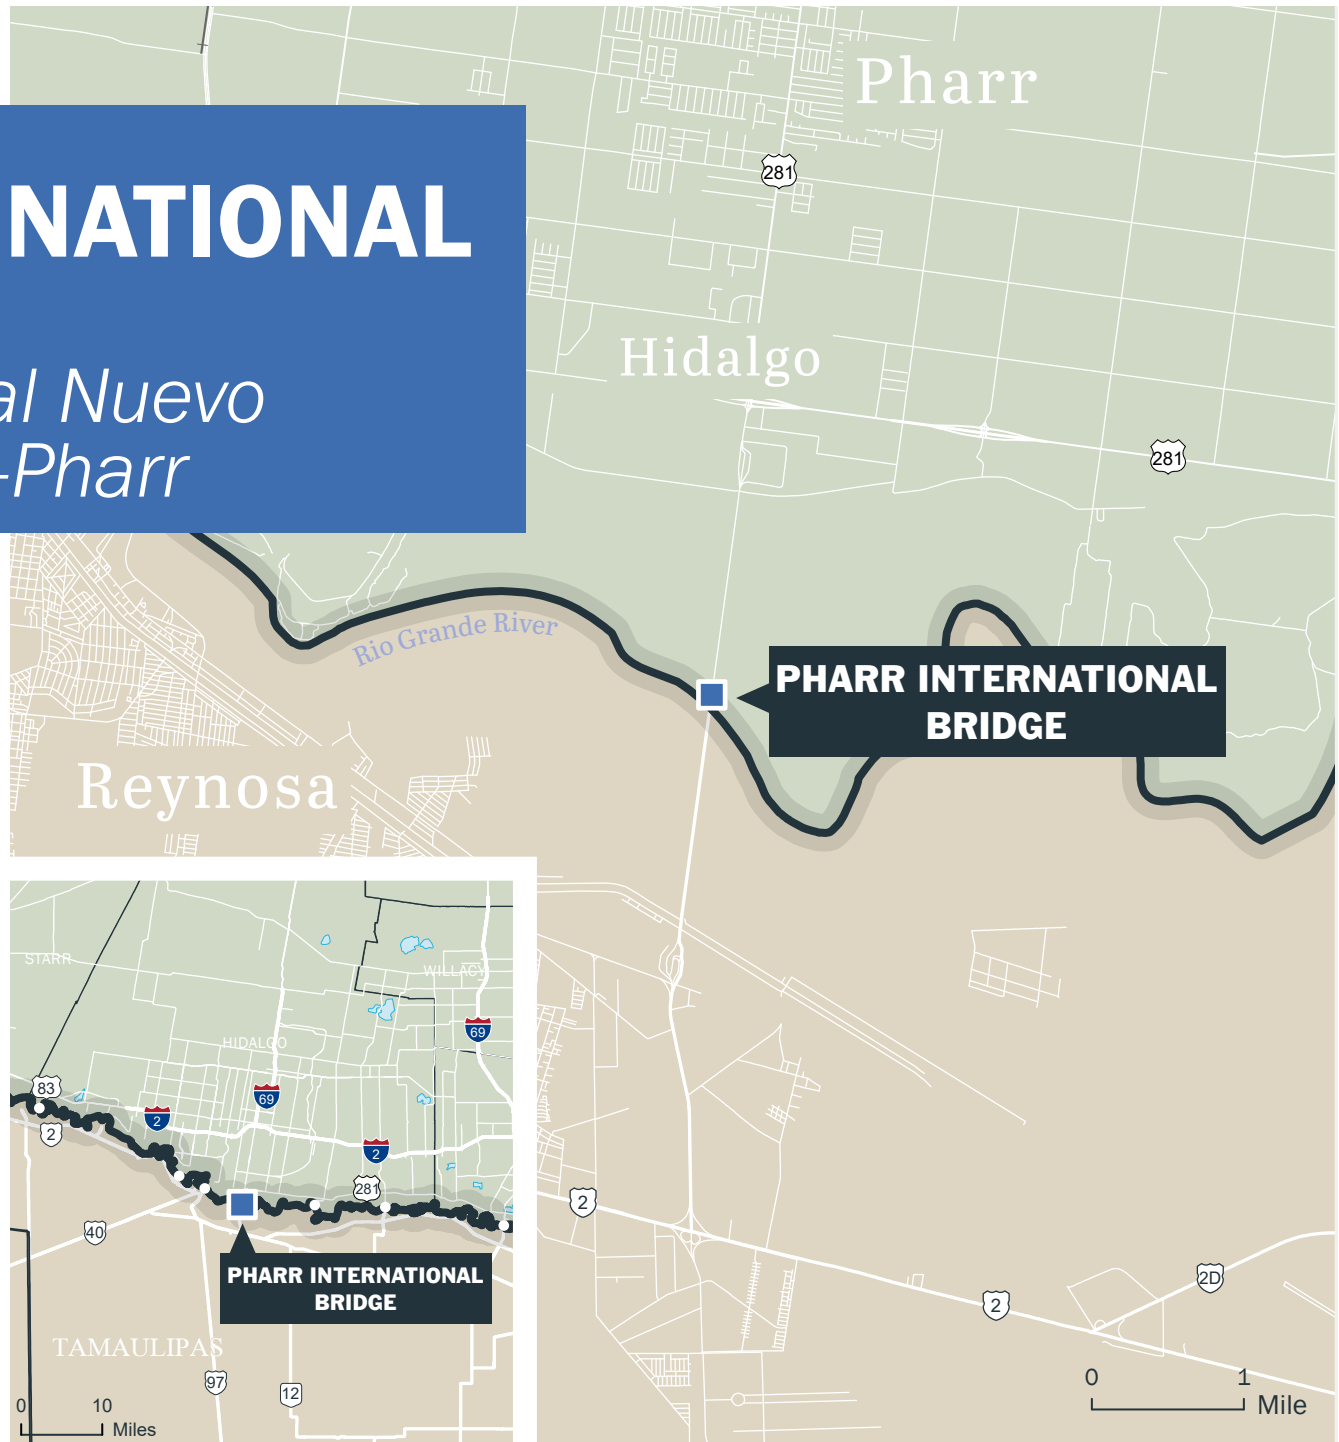 Pharr
281
NATIONAL
Hidalgo
al Nuevo
-Pharr
281
Rio Grande River
PHARR INTERNATIONAL
BRIDGE
Reynosa
STARR
WILLACY
69
HIDALGO
83
69
2
2
2
281
40
PHARR INTERNATIONAL
BRIDGE
TAMAULIPAS
97
12
0 10
Miles
2
2D
2
0 1
Mile